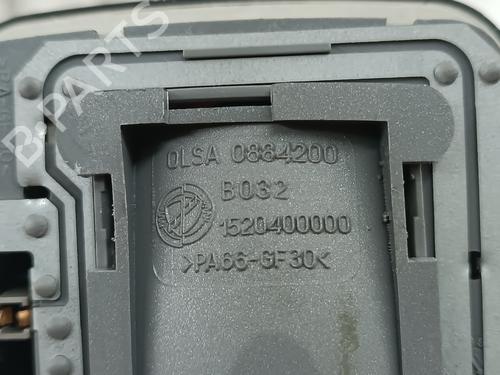 OLSA 0884200
B032
1520400000
>PA66-GF30<
B-PARTS